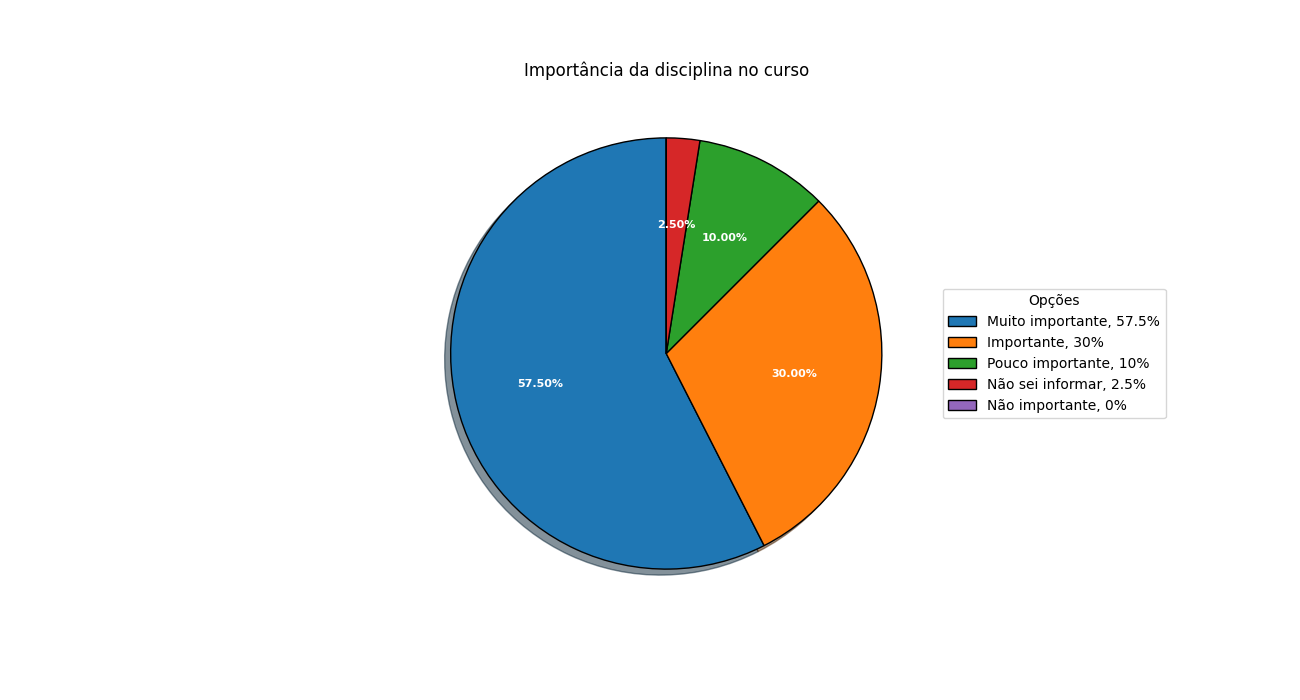 Importância da disciplina no curso
2.50%
10.00%
57.50%
30.00%
Opções
Muito importante, 57.5%
Importante, 30%
Pouco importante, 10%
Não sei informar, 2.5%
Não importante, 0%